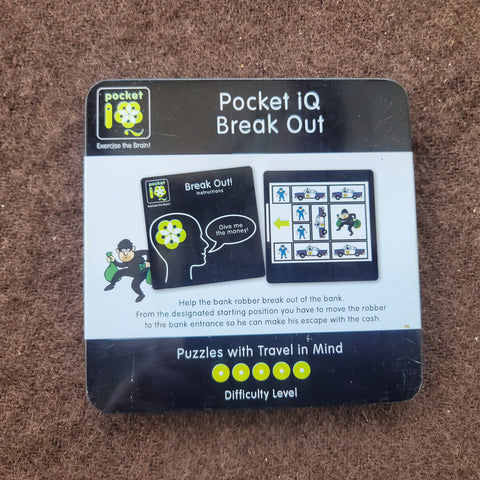 pocket
iQ
Exercise the Brain!
Pocket iQ
Break Out
pocket
iQ
Exercise the Brain!
Break Out!
Instructions
Give me
the money!
Help the bank robber break out of the bank.
From the designated starting position you have to move the robber
to the bank entrance so he can make his escape with the cash.
Puzzles with Travel in Mind
Difficulty Level